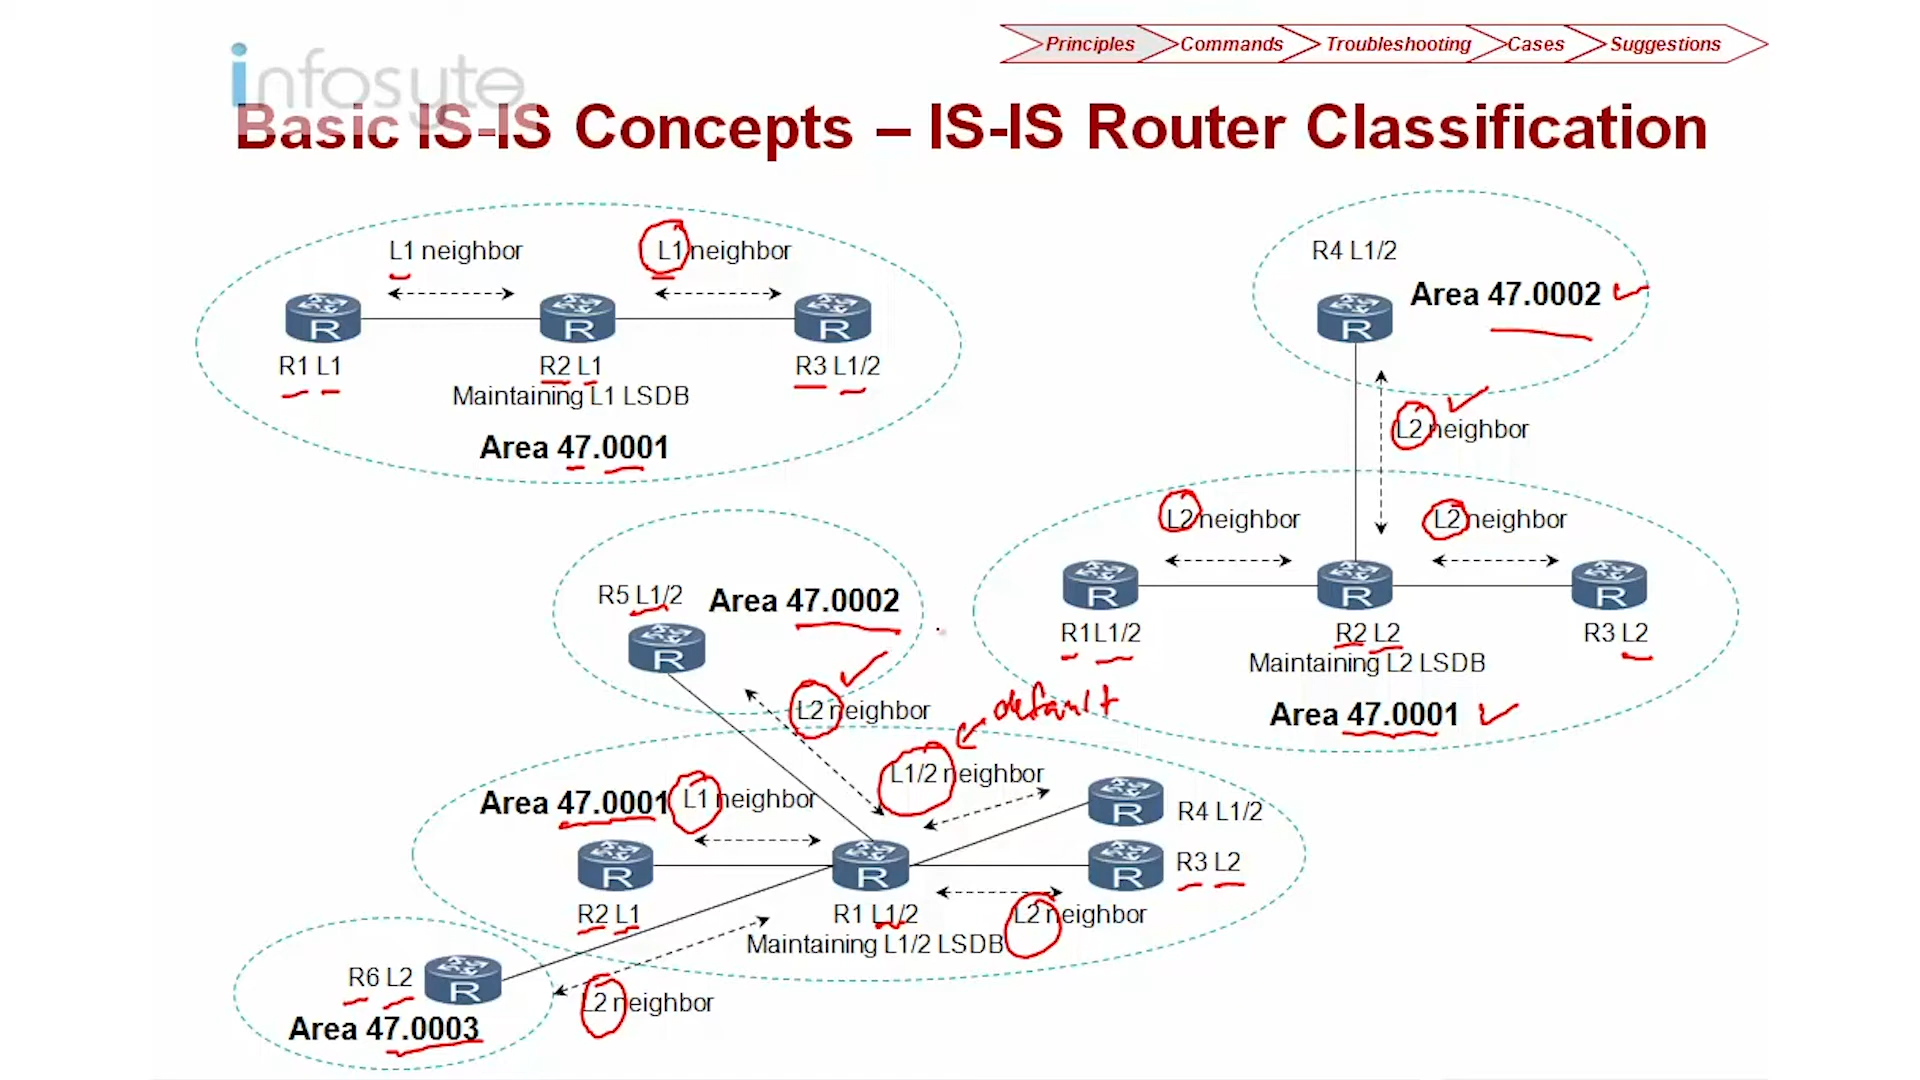 infosyte
Principles Commands Troubleshooting Cases Suggestions
Basic IS-IS Concepts – IS-IS Router Classification
L1 neighbor L1 neighbor
R
R
R
R1 L1 R2 L1 R3 L1/2
Maintaining L1 LSDB
Area 47.0001
R4 L1/2
Area 47.0002
R
L2 neighbor
L2 neighbor L2 neighbor
R
R
R
R1 L1/2 R2 L2 R3 L2
Maintaining L2 LSDB
Area 47.0001
R5 L1/2 Area 47.0002
R
L2 neighbor
default
L1/2 neighbor
Area 47.0001 L1 neighbor
R
R4 L1/2
R
R
R
R3 L2
R2 L1 R1 L1/2 L2 neighbor
Maintaining L1/2 LSDB
R6 L2
R
L2 neighbor
Area 47.0003